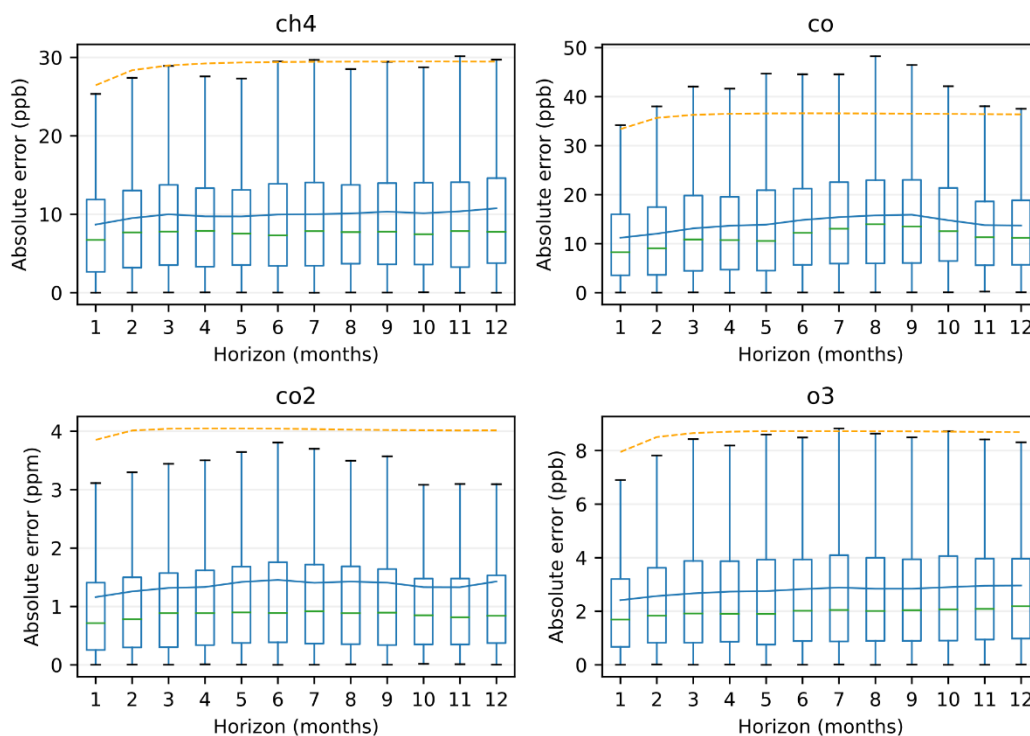 ch4
Absolute error (ppb)
30
20
10
0
1 2 3 4 5 6 7 8 9 10 11 12
Horizon (months)
co
Absolute error (ppb)
50
40
30
20
10
0
1 2 3 4 5 6 7 8 9 10 11 12
Horizon (months)
co2
Absolute error (ppm)
4
3
2
1
0
1 2 3 4 5 6 7 8 9 10 11 12
Horizon (months)
o3
Absolute error (ppb)
8
6
4
2
0
1 2 3 4 5 6 7 8 9 10 11 12
Horizon (months)